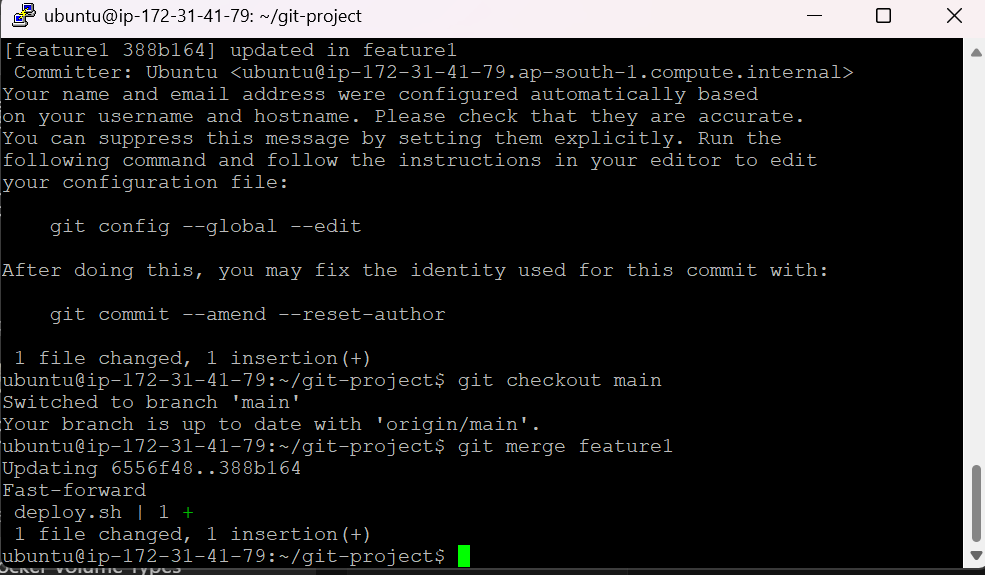 ubuntu@ip-172-31-41-79: ~/git-project
[feature1 388b164] updated in feature1
 Committer: Ubuntu <ubuntu@ip-172-31-41-79.ap-south-1.compute.internal>
Your name and email address were configured automatically based
on your username and hostname. Please check that they are accurate.
You can suppress this message by setting them explicitly. Run the
following command and follow the instructions in your editor to edit
your configuration file:
    git config --global --edit
After doing this, you may fix the identity used for this commit with:
    git commit --amend --reset-author
 1 file changed, 1 insertion(+)
ubuntu@ip-172-31-41-79:~/git-project$ git checkout main
Switched to branch 'main'
Your branch is up to date with 'origin/main'.
ubuntu@ip-172-31-41-79:~/git-project$ git merge feature1
Updating 6556f48..388b164
Fast-forward
 deploy.sh | 1 +
 1 file changed, 1 insertion(+)
ubuntu@ip-172-31-41-79:~/git-project$
Volume Types